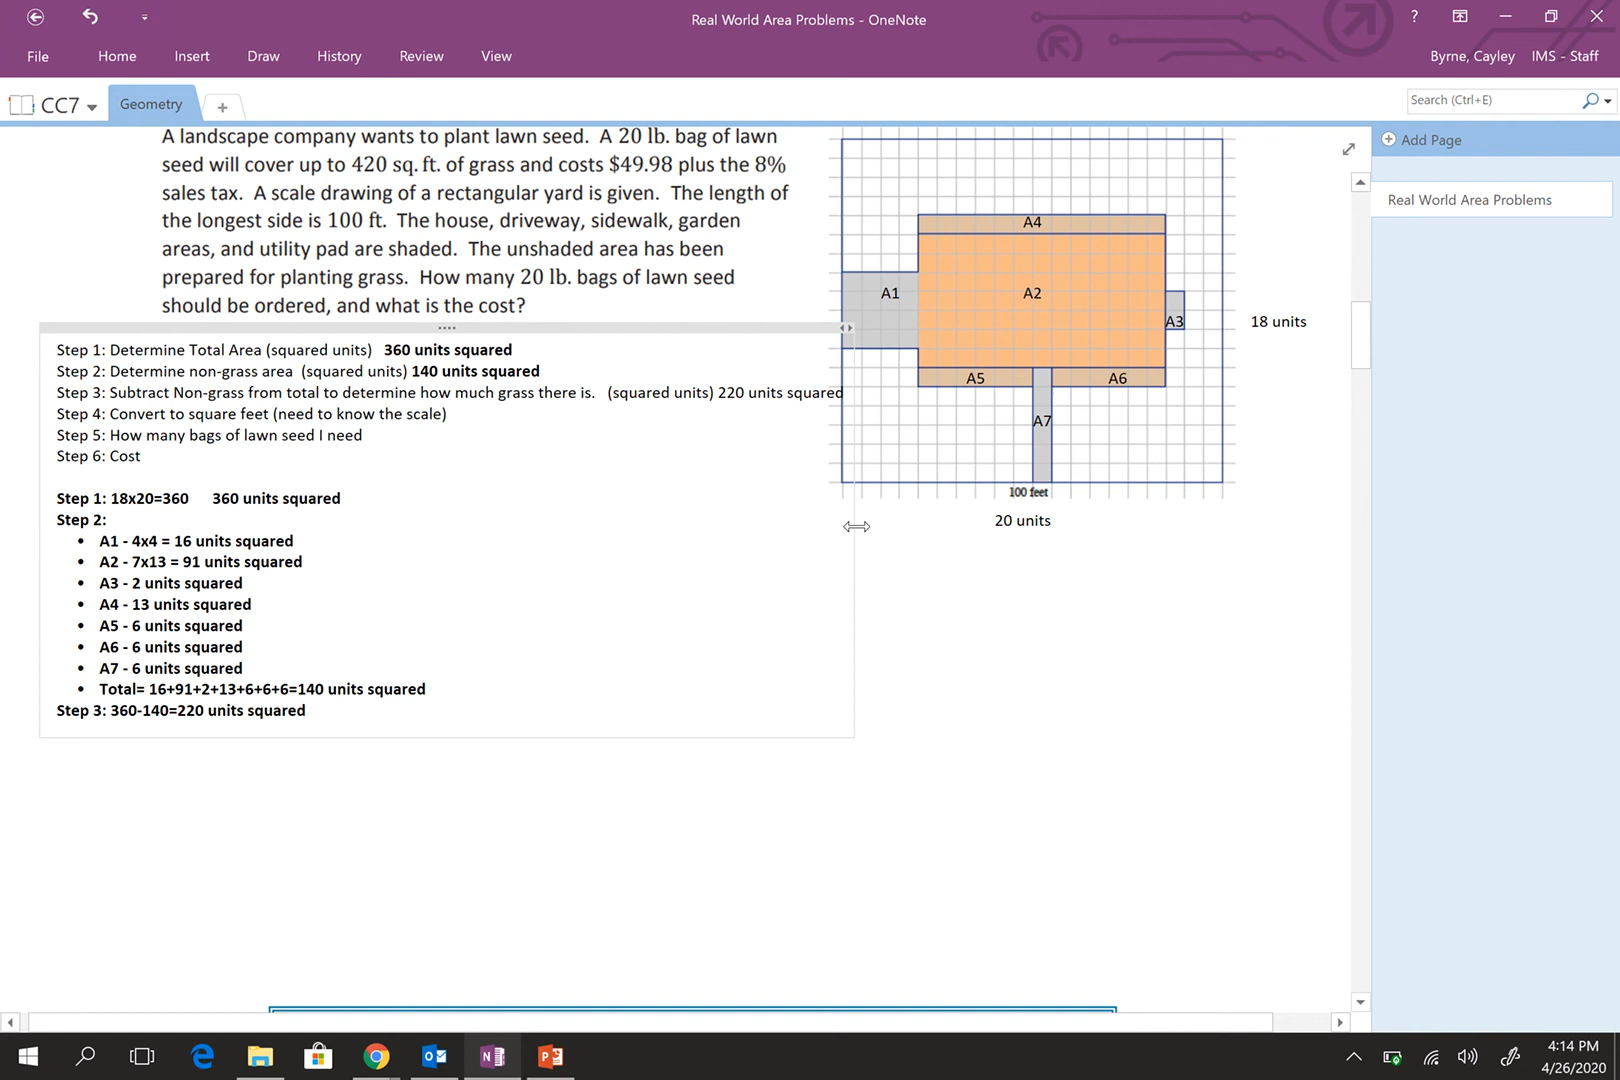 Real World Area Problems - OneNote
?
File Home Insert Draw History Review View
Byrne, Cayley IMS - Staff
CC7 Geometry +
Search (Ctrl+E)
Add Page
Real World Area Problems
A landscape company wants to plant lawn seed. A 20 lb. bag of lawn
seed will cover up to 420 sq. ft. of grass and costs $49.98 plus the 8%
sales tax. A scale drawing of a rectangular yard is given. The length of
the longest side is 100 ft. The house, driveway, sidewalk, garden
areas, and utility pad are shaded. The unshaded area has been
prepared for planting grass. How many 20 lb. bags of lawn seed
should be ordered, and what is the cost?
A4
A1
A2
A3
18 units
A5
A6
A7
100 feet
20 units
Step 1: Determine Total Area (squared units) 360 units squared
Step 2: Determine non-grass area (squared units) 140 units squared
Step 3: Subtract Non-grass from total to determine how much grass there is. (squared units) 220 units squared
Step 4: Convert to square feet (need to know the scale)
Step 5: How many bags of lawn seed I need
Step 6: Cost
Step 1: 18x20=360 360 units squared
Step 2:
• A1 - 4x4 = 16 units squared
• A2 - 7x13 = 91 units squared
• A3 - 2 units squared
• A4 - 13 units squared
• A5 - 6 units squared
• A6 - 6 units squared
• A7 - 6 units squared
• Total= 16+91+2+13+6+6+6=140 units squared
Step 3: 360-140=220 units squared
4:14 PM
4/26/2020